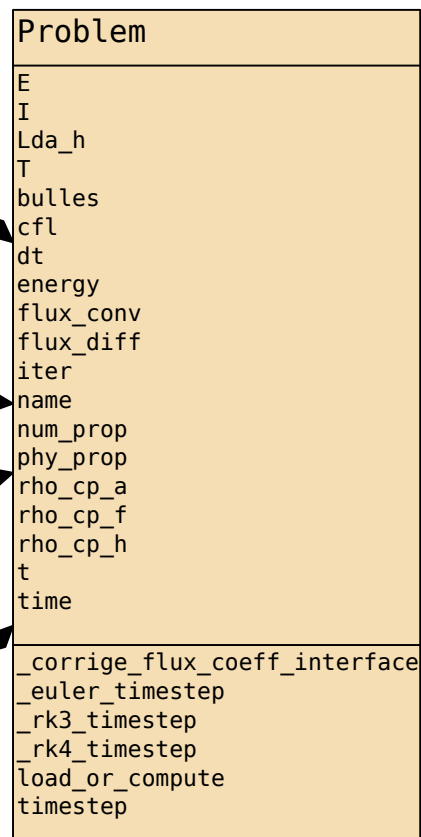 Problem
E
I
Lda_h
T
bulles
cfl
dt
energy
flux_conv
flux_diff
iter
name
num_prop
phy_prop
rho_cp_a
rho_cp_f
rho_cp_h
t
time
_corrige_flux_coeff_interface
_euler_timestep
_rk3_timestep
_rk4_timestep
load_or_compute
timestep